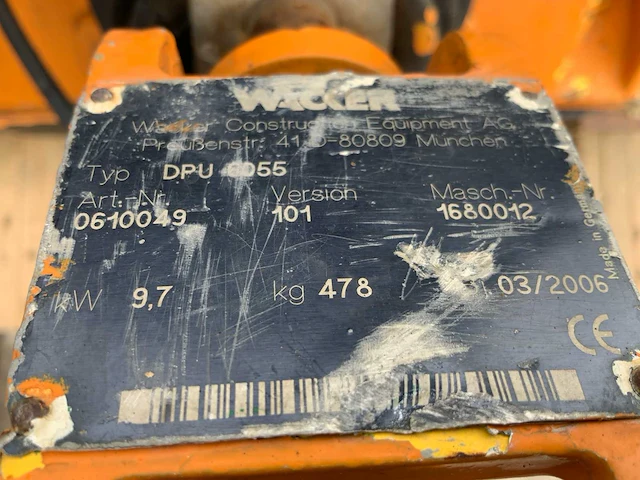 WACKER
Wacker Construction Equipment AG
Preußenstr. 41 D-80809 München
Typ DPU 6055
Art.-Nr. Version Masch.-Nr
0610049 101 1680012
kW 9,7 kg 478 03/2006
Made in Germany
CE